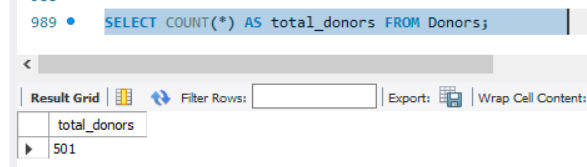 989 SELECT COUNT(*) AS total_donors FROM Donors;
Result Grid Filter Rows: Export: Wrap Cell Content:
total_donors
501